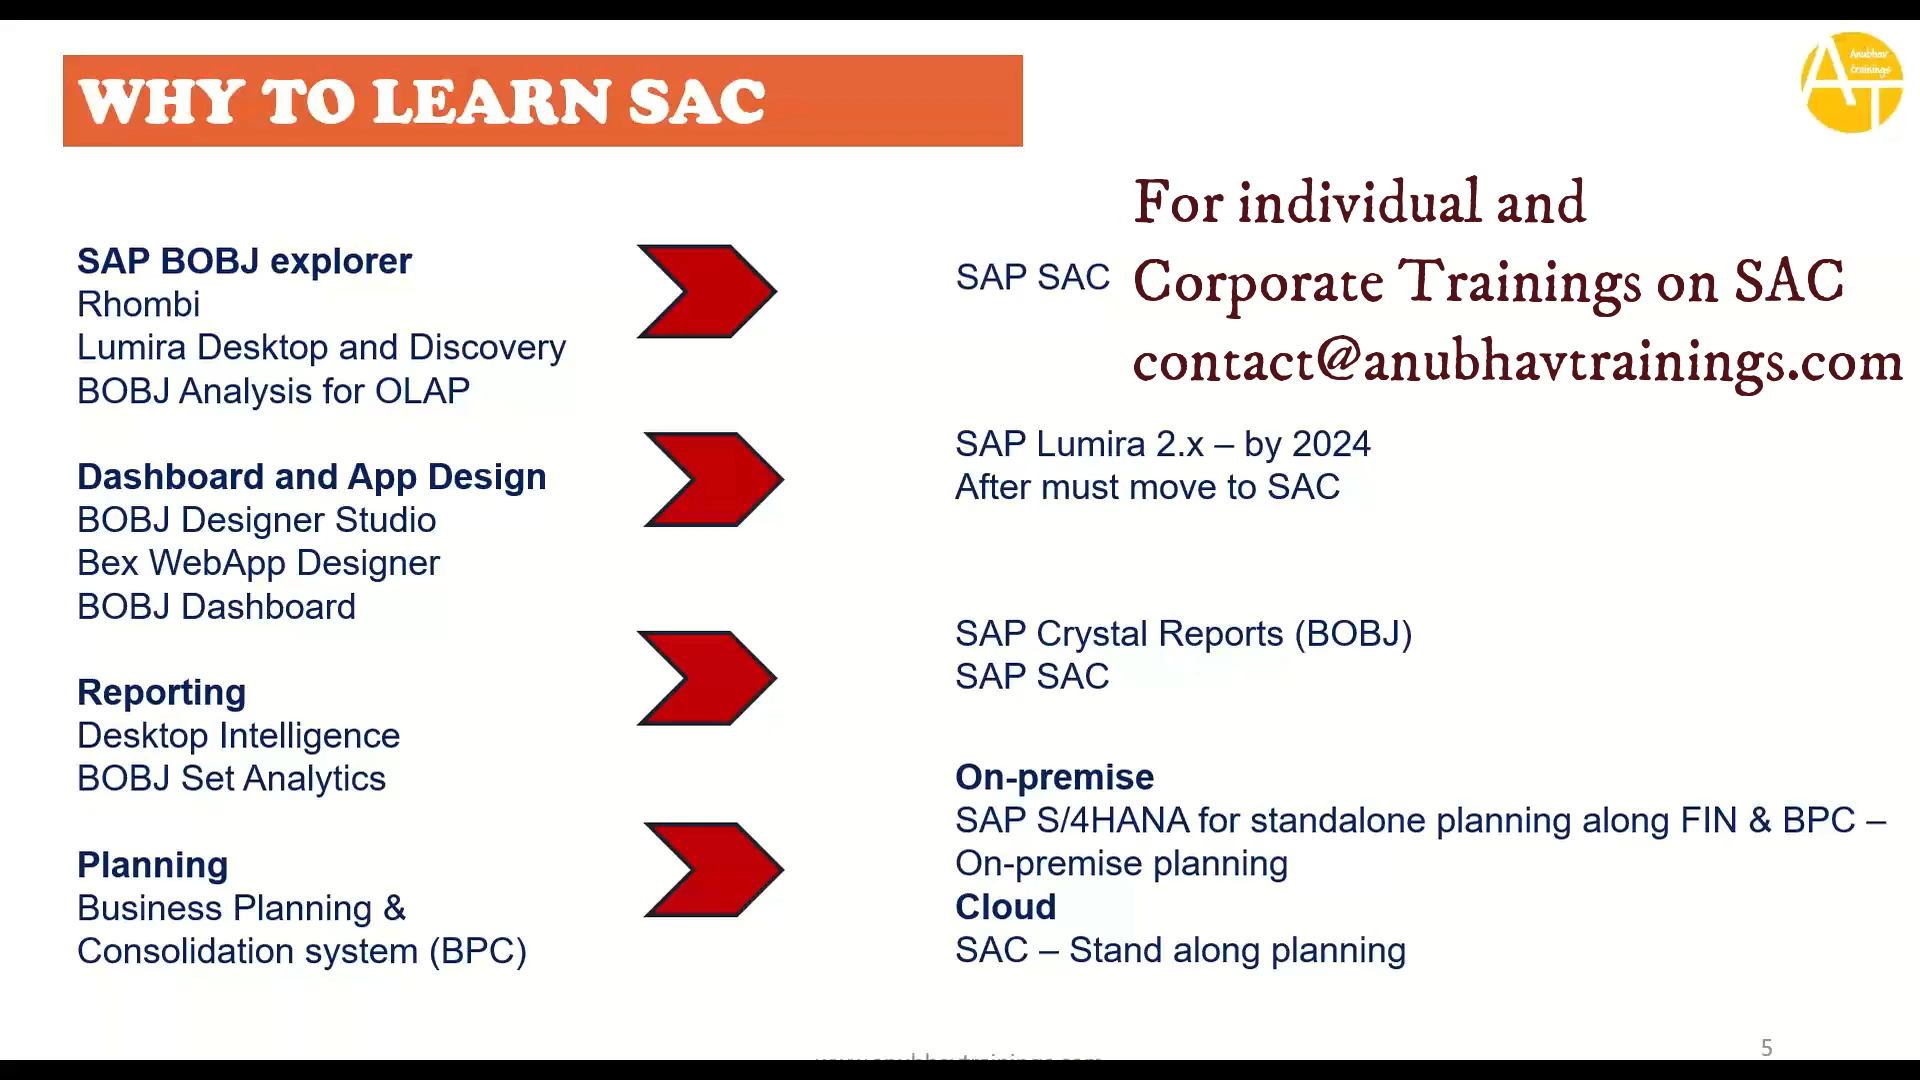 WHY TO LEARN SAC
Anubhav
trainings
For individual and
Corporate Trainings on SAC
contact@anubhavtrainings.com
SAP BOBJ explorer
Rhombi
Lumira Desktop and Discovery
BOBJ Analysis for OLAP
SAP SAC
Dashboard and App Design
BOBJ Designer Studio
Bex WebApp Designer
BOBJ Dashboard
SAP Lumira 2.x – by 2024
After must move to SAC
Reporting
Desktop Intelligence
BOBJ Set Analytics
SAP Crystal Reports (BOBJ)
SAP SAC
Planning
Business Planning &
Consolidation system (BPC)
On-premise
SAP S/4HANA for standalone planning along FIN & BPC –
On-premise planning
Cloud
SAC – Stand along planning
5